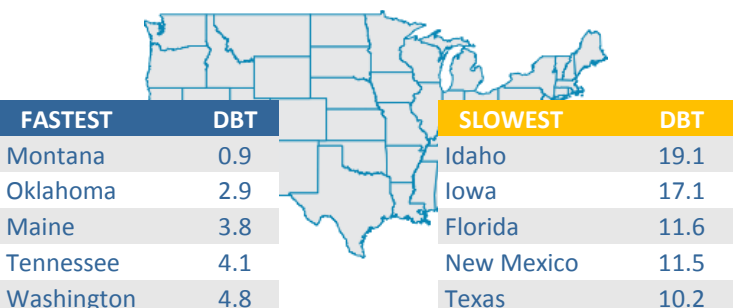 FASTEST DBT
Montana 0.9
Oklahoma 2.9
Maine 3.8
Tennessee 4.1
Washington 4.8
SLOWEST DBT
Idaho 19.1
Iowa 17.1
Florida 11.6
New Mexico 11.5
Texas 10.2